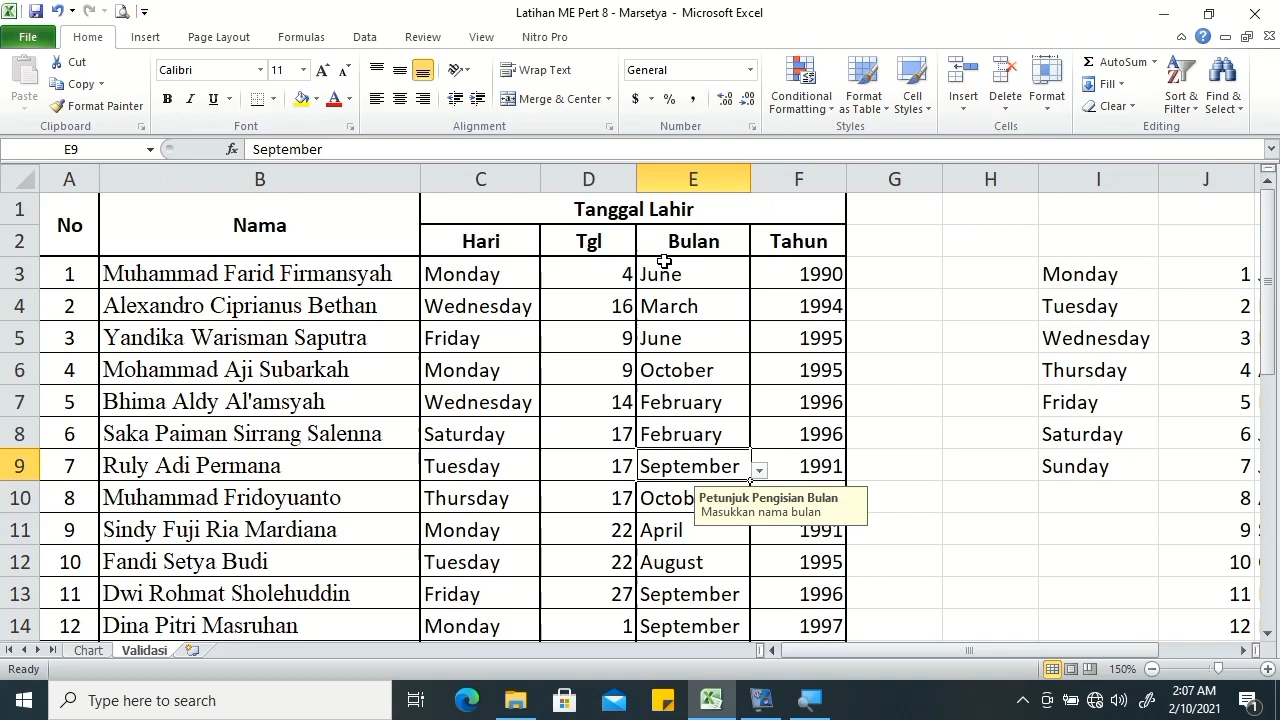 Latihan ME Pert 8 - Marsetya - Microsoft Excel
File Home Insert Page Layout Formulas Data Review View Nitro Pro
Paste Cut Copy Format Painter Clipboard
Calibri 11 B I U Font
Wrap Text Merge & Center Alignment
General $ % , Number
Conditional Formatting Format as Table Cell Styles Styles
Insert Delete Format Cells
AutoSum Fill Clear Sort & Filter Find & Select Editing
E9 fx September
A B C D E F G H I J
1 No Nama Tanggal Lahir
2 Hari Tgl Bulan Tahun
3 1 Muhammad Farid Firmansyah Monday 4 June 1990 Monday 1
4 2 Alexandro Ciprianus Bethan Wednesday 16 March 1994 Tuesday 2
5 3 Yandika Warisman Saputra Friday 9 June 1995 Wednesday 3
6 4 Mohammad Aji Subarkah Monday 9 October 1995 Thursday 4
7 5 Bhima Aldy Al'amsyah Wednesday 14 February 1996 Friday 5
8 6 Saka Paiman Sirrang Salenna Saturday 17 February 1996 Saturday 6
9 7 Ruly Adi Permana Tuesday 17 September 1991 Sunday 7
10 8 Muhammad Fridoyuanto Thursday 17 Octob 8
Petunjuk Pengisian Bulan
Masukkan nama bulan
11 9 Sindy Fuji Ria Mardiana Monday 22 April 1991 9
12 10 Fandi Setya Budi Tuesday 22 August 1995 10
13 11 Dwi Rohmat Sholehuddin Friday 27 September 1996 11
14 12 Dina Pitri Masruhan Monday 1 September 1997 12
Chart Validasi
Ready 150%
Type here to search 2:07 AM
2/10/2021 1